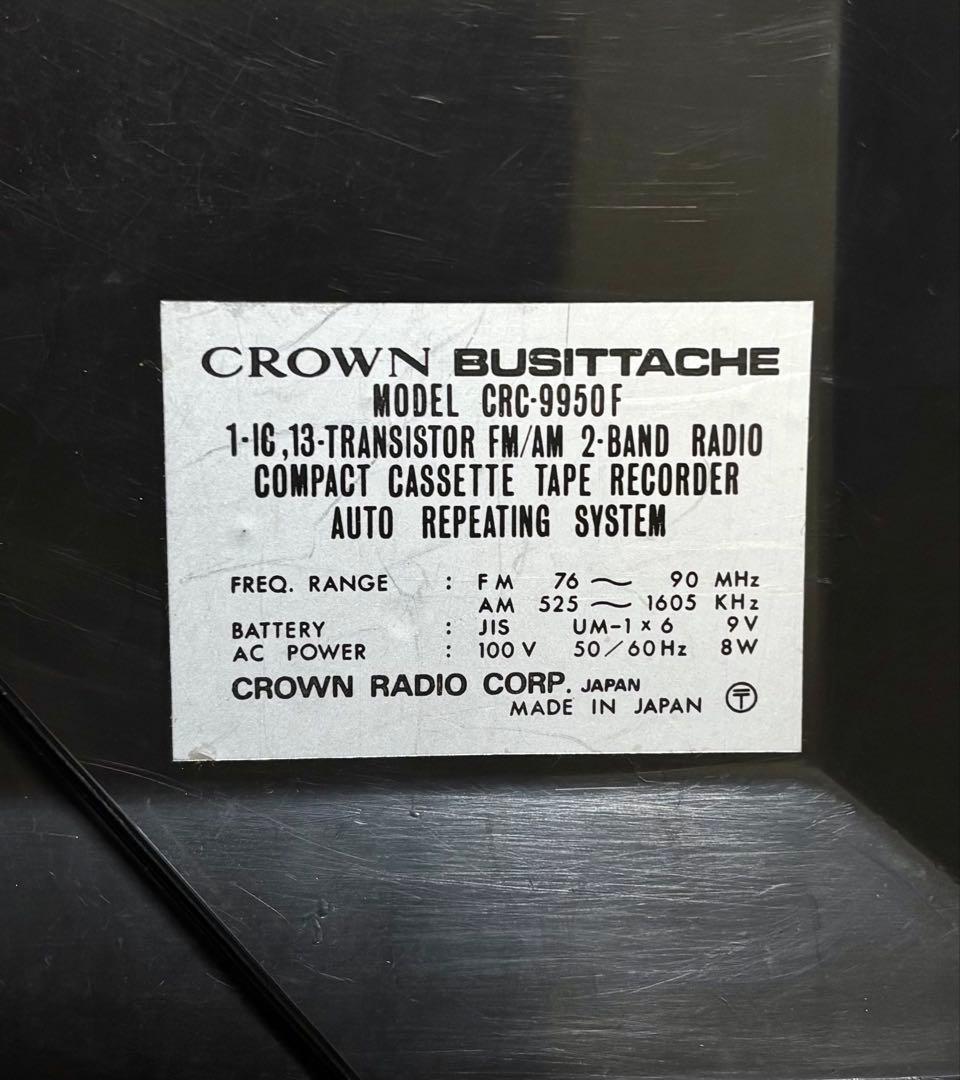 CROWN BUSITTACHE
MODEL CRC-9950F
1-IC,13-TRANSISTOR FM/AM 2-BAND RADIO
COMPACT CASSETTE TAPE RECORDER
AUTO REPEATING SYSTEM
FREQ. RANGE : FM 76 〜 90 MHz
AM 525 〜 1605 KHz
BATTERY : JIS UM-1 × 6 9V
AC POWER : 100 V 50/60Hz 8W
CROWN RADIO CORP. JAPAN
MADE IN JAPAN 〶